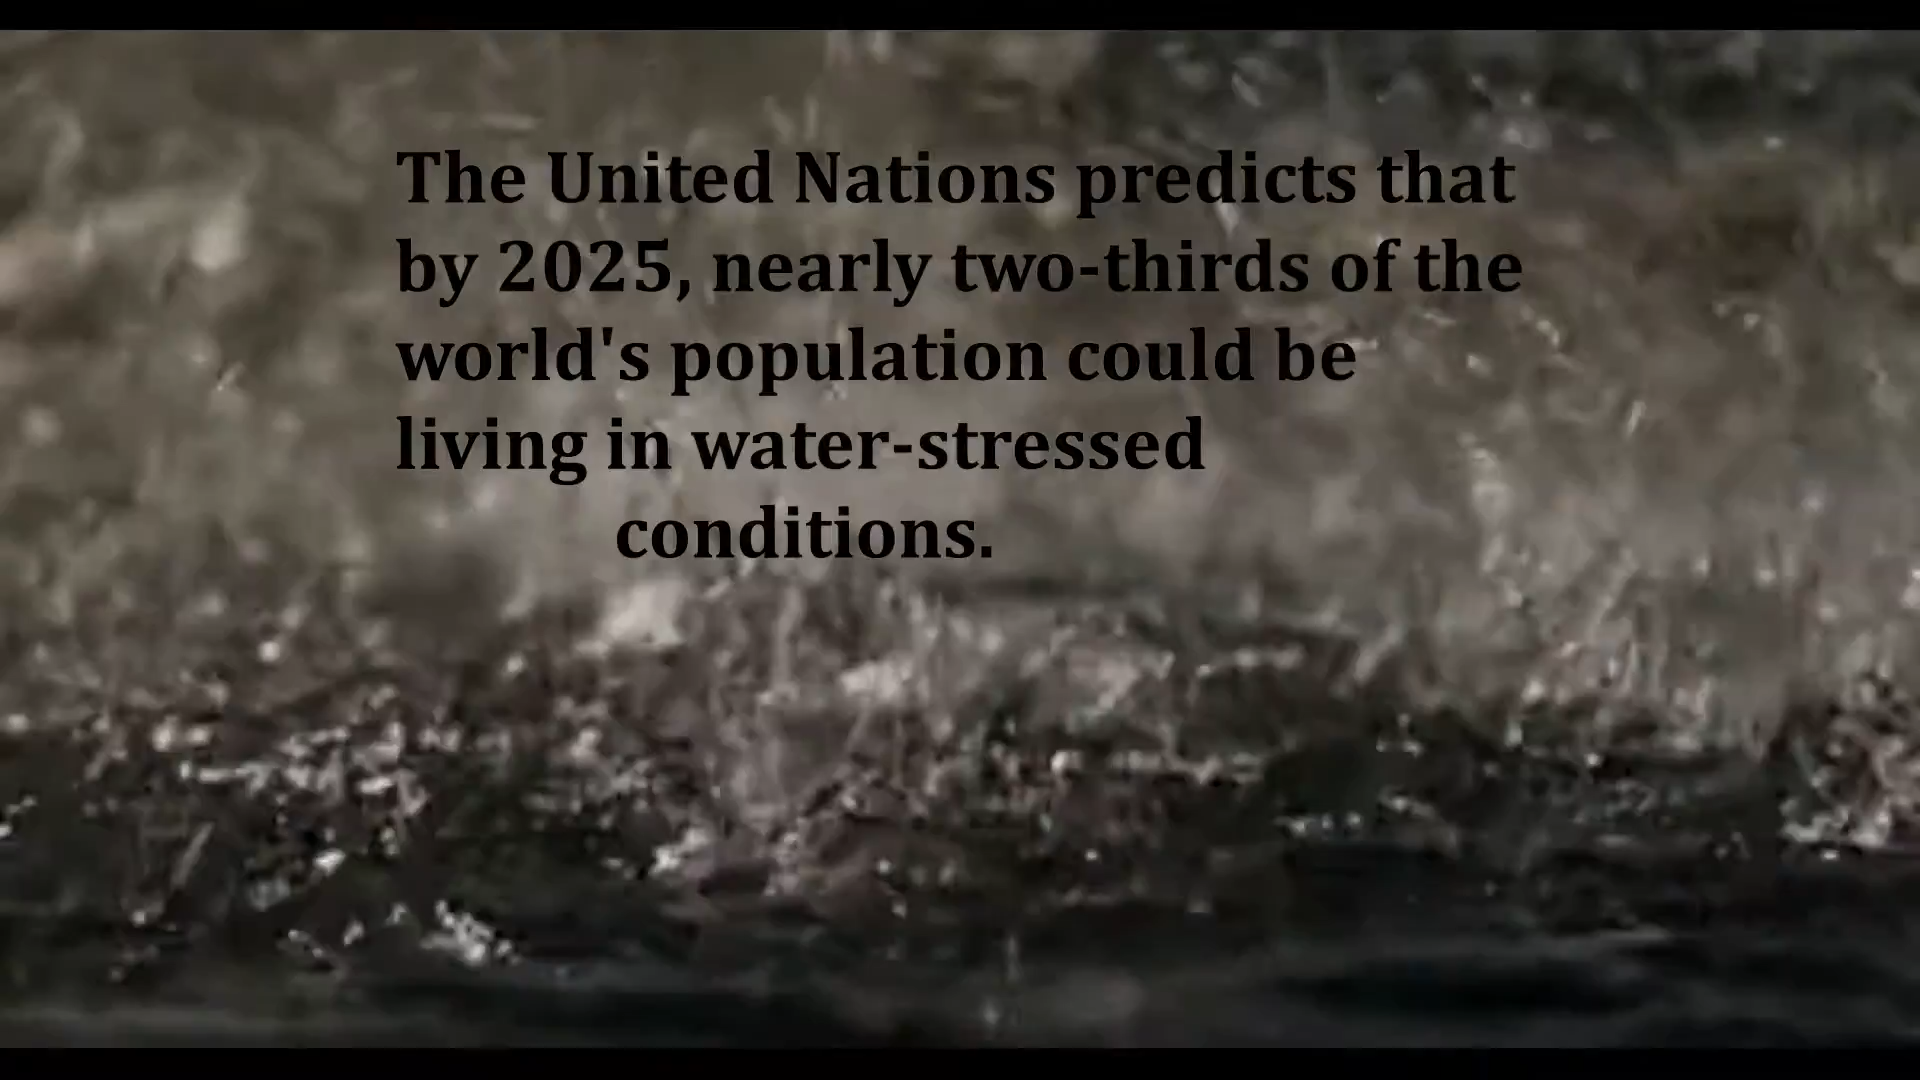 The United Nations predicts that
by 2025, nearly two-thirds of the
world's population could be
living in water-stressed
conditions.